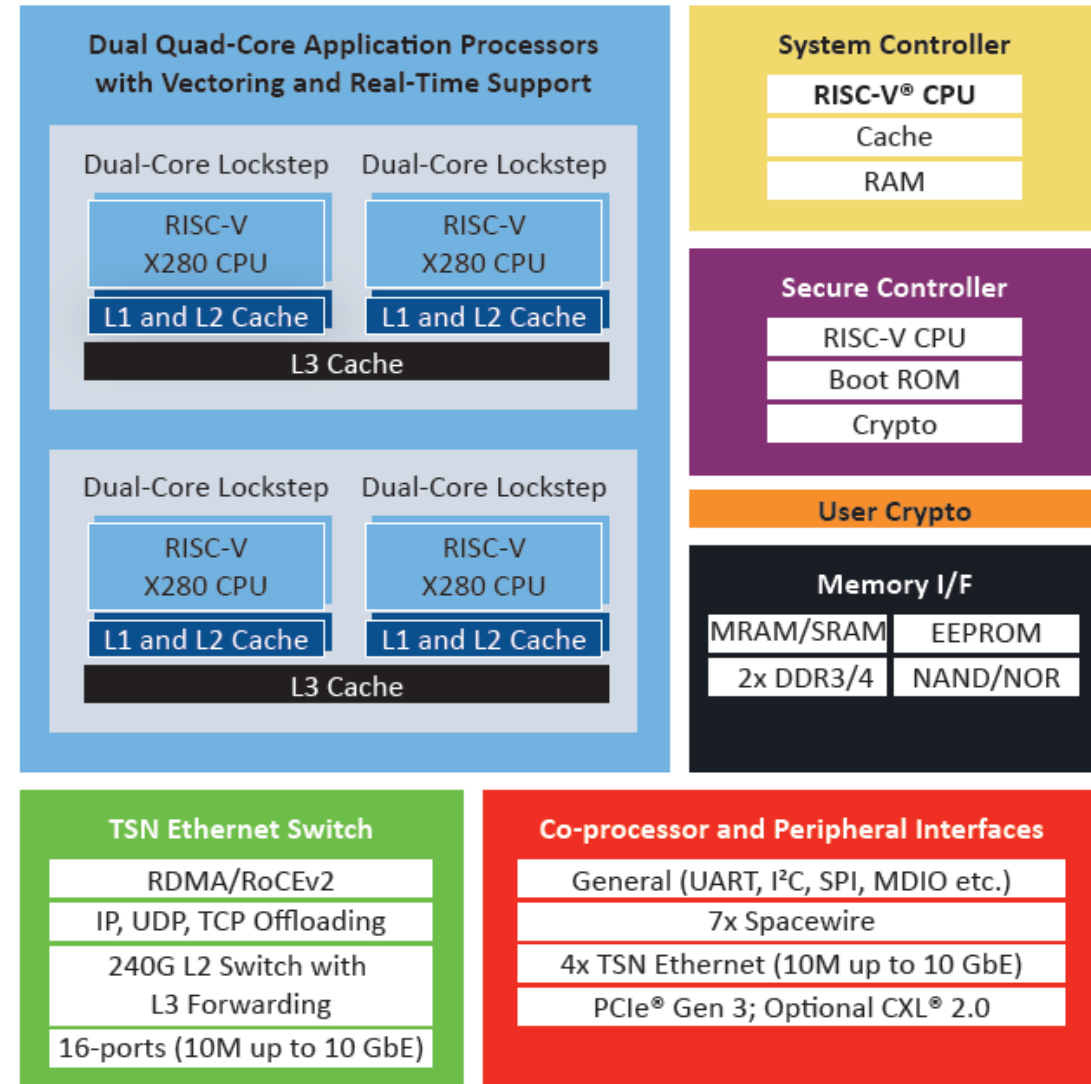 Dual Quad-Core Application Processors
with Vectoring and Real-Time Support
Dual-Core Lockstep
Dual-Core Lockstep
RISC-V
X280 CPU
RISC-V
X280 CPU
L1 and L2 Cache
L1 and L2 Cache
L3 Cache
Dual-Core Lockstep
Dual-Core Lockstep
RISC-V
X280 CPU
RISC-V
X280 CPU
L1 and L2 Cache
L1 and L2 Cache
L3 Cache
System Controller
RISC-V® CPU
Cache
RAM
Secure Controller
RISC-V CPU
Boot ROM
Crypto
User Crypto
Memory I/F
MRAM/SRAM
EEPROM
2x DDR3/4
NAND/NOR
TSN Ethernet Switch
RDMA/RoCEv2
IP, UDP, TCP Offloading
240G L2 Switch with
L3 Forwarding
16-ports (10M up to 10 GbE)
Co-processor and Peripheral Interfaces
General (UART, I²C, SPI, MDIO etc.)
7x Spacewire
4x TSN Ethernet (10M up to 10 GbE)
PCIe® Gen 3; Optional CXL® 2.0